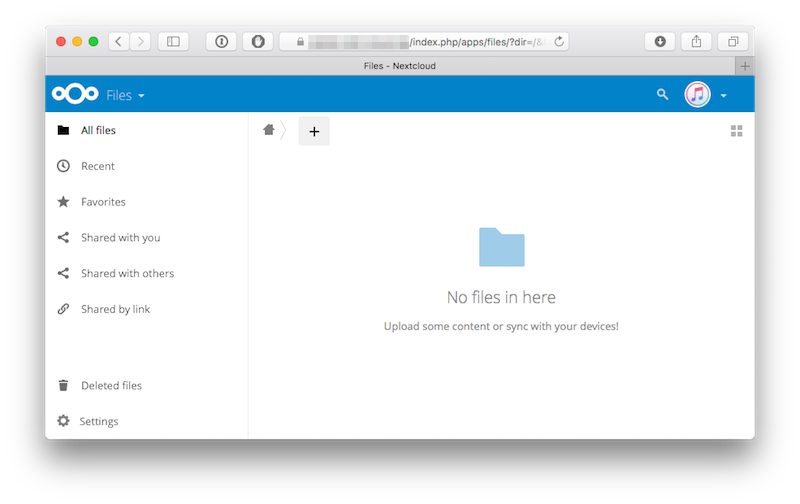 /index.php/apps/files/?dir=/&
Files - Nextcloud
Files
All files
Recent
Favorites
Shared with you
Shared with others
Shared by link
Deleted files
Settings
No files in here
Upload some content or sync with your devices!